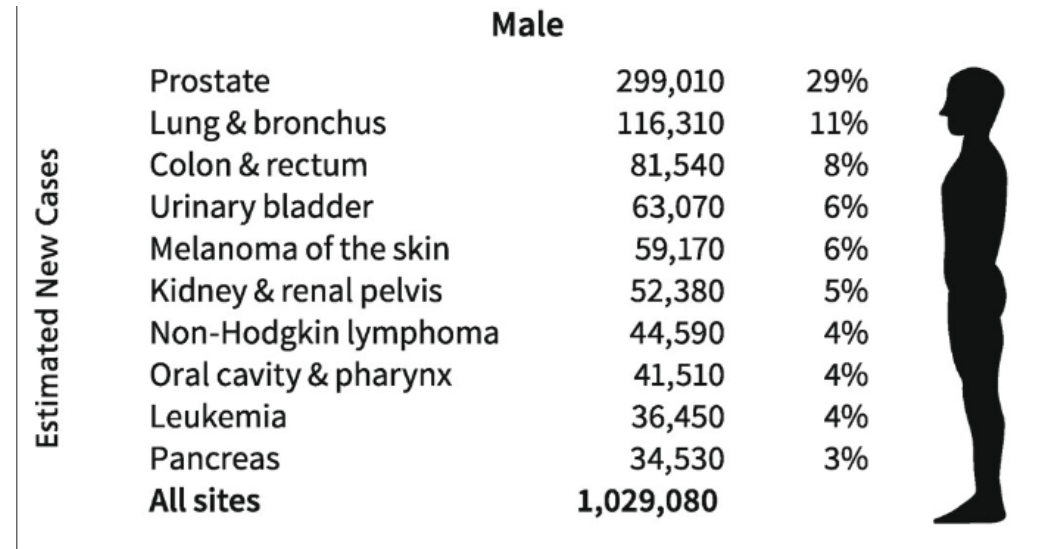 Male
Estimated New Cases
Prostate 299,010 29%
Lung & bronchus 116,310 11%
Colon & rectum 81,540 8%
Urinary bladder 63,070 6%
Melanoma of the skin 59,170 6%
Kidney & renal pelvis 52,380 5%
Non-Hodgkin lymphoma 44,590 4%
Oral cavity & pharynx 41,510 4%
Leukemia 36,450 4%
Pancreas 34,530 3%
All sites 1,029,080